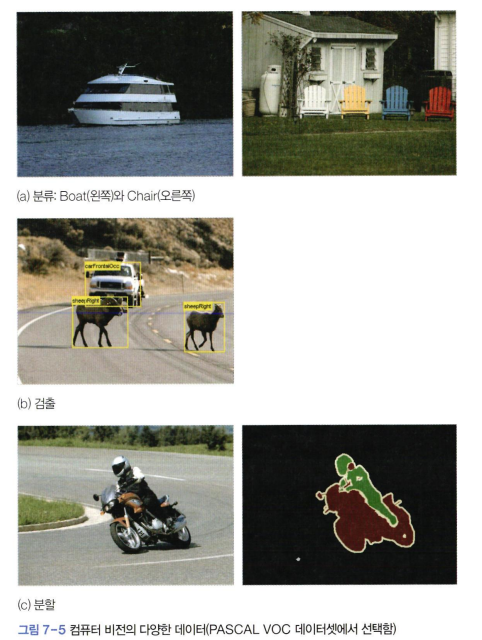 (a) 분류: Boat(왼쪽)와 Chair(오른쪽)
carFrontalOcc
sheepRight
sheepRight
(b) 검출
(c) 분할
그림 7-5 컴퓨터 비전의 다양한 데이터(PASCAL VOC 데이터셋에서 선택함)